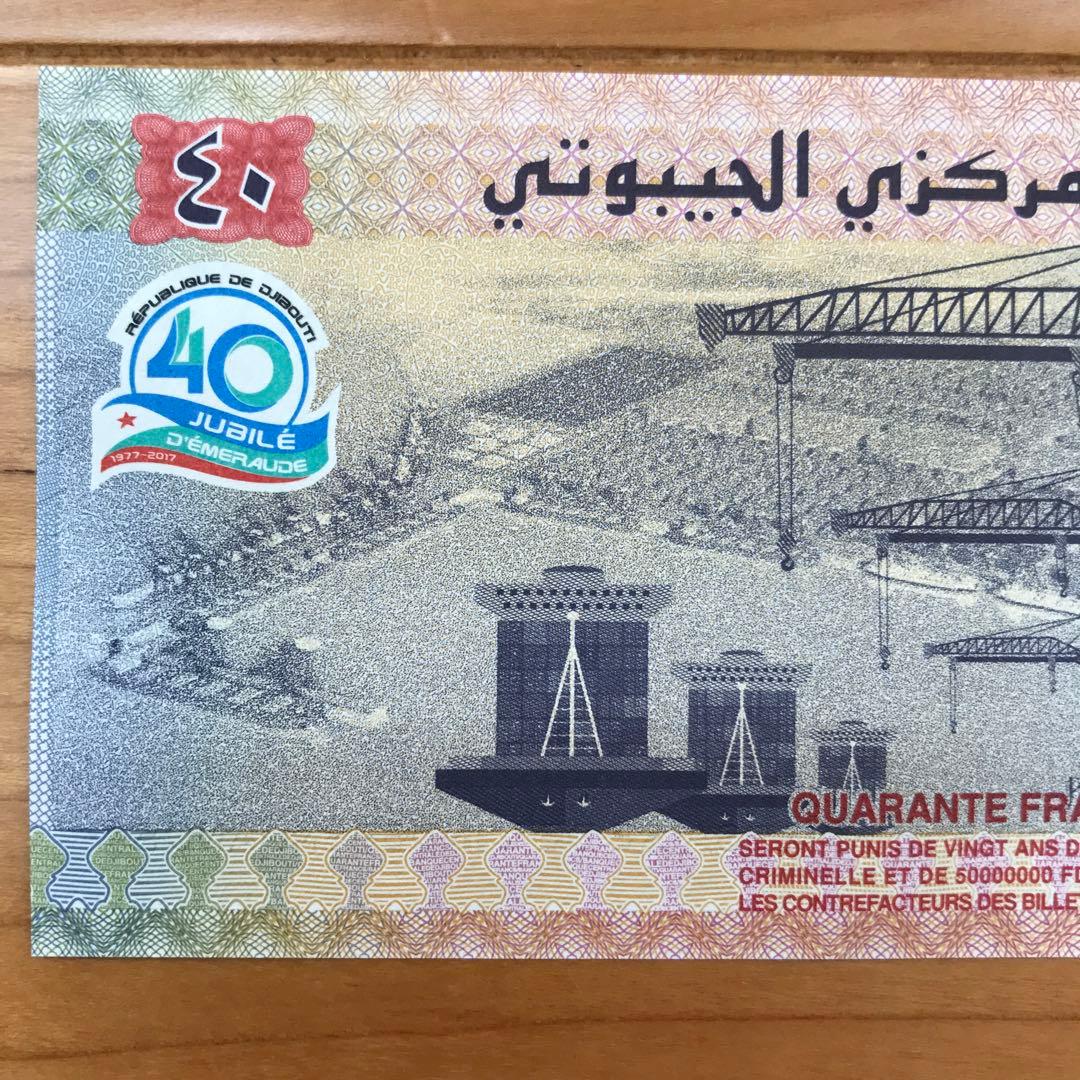 ٤٠
مركزي الجيبوتي
RÉPUBLIQUE DE DJIBOUTI
40
JUBILÉ
D'ÉMERAUDE
1977-2017
QUARANTE FRA
SERONT PUNIS DE VINGT ANS D
CRIMINELLE ET DE 50000000 FD
LES CONTREFACTEURS DES BILLE